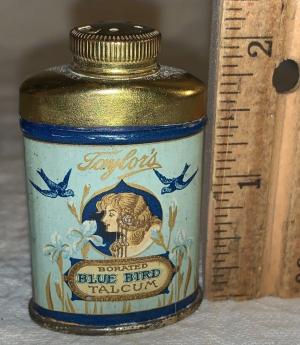 Taylor's
BORATED
BLUE BIRD
TALCUM
1
2